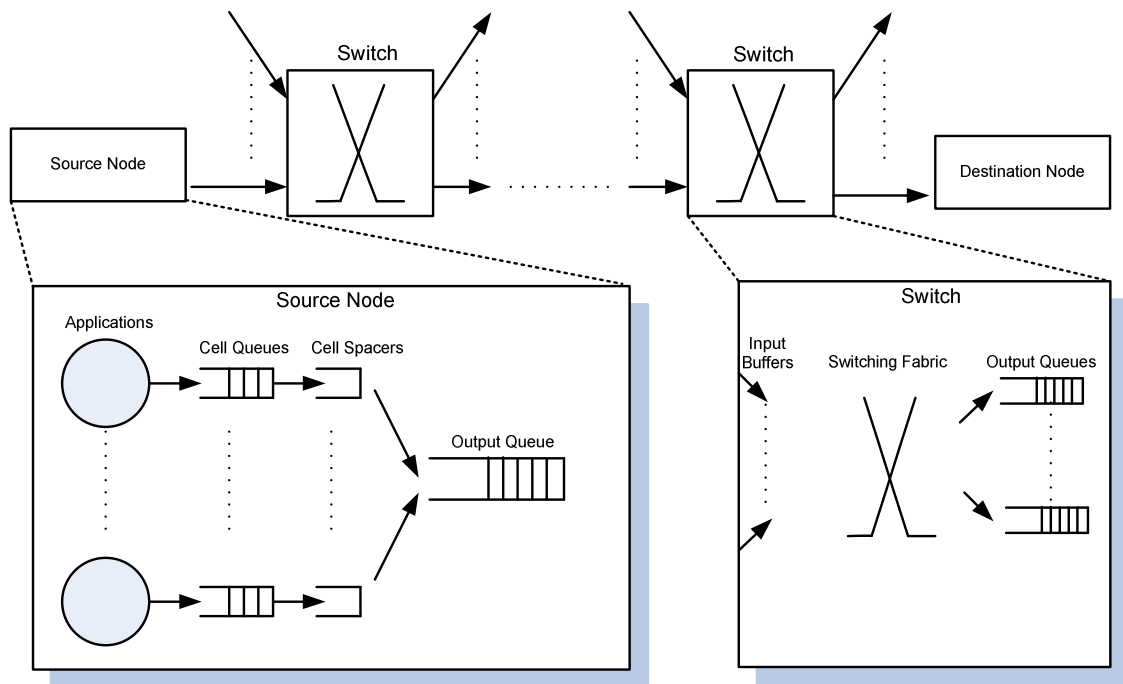 Switch
Switch
Source Node
Destination Node
Source Node
Applications
Cell Queues
Cell Spacers
Output Queue
Switch
Input
Buffers
Switching Fabric
Output Queues